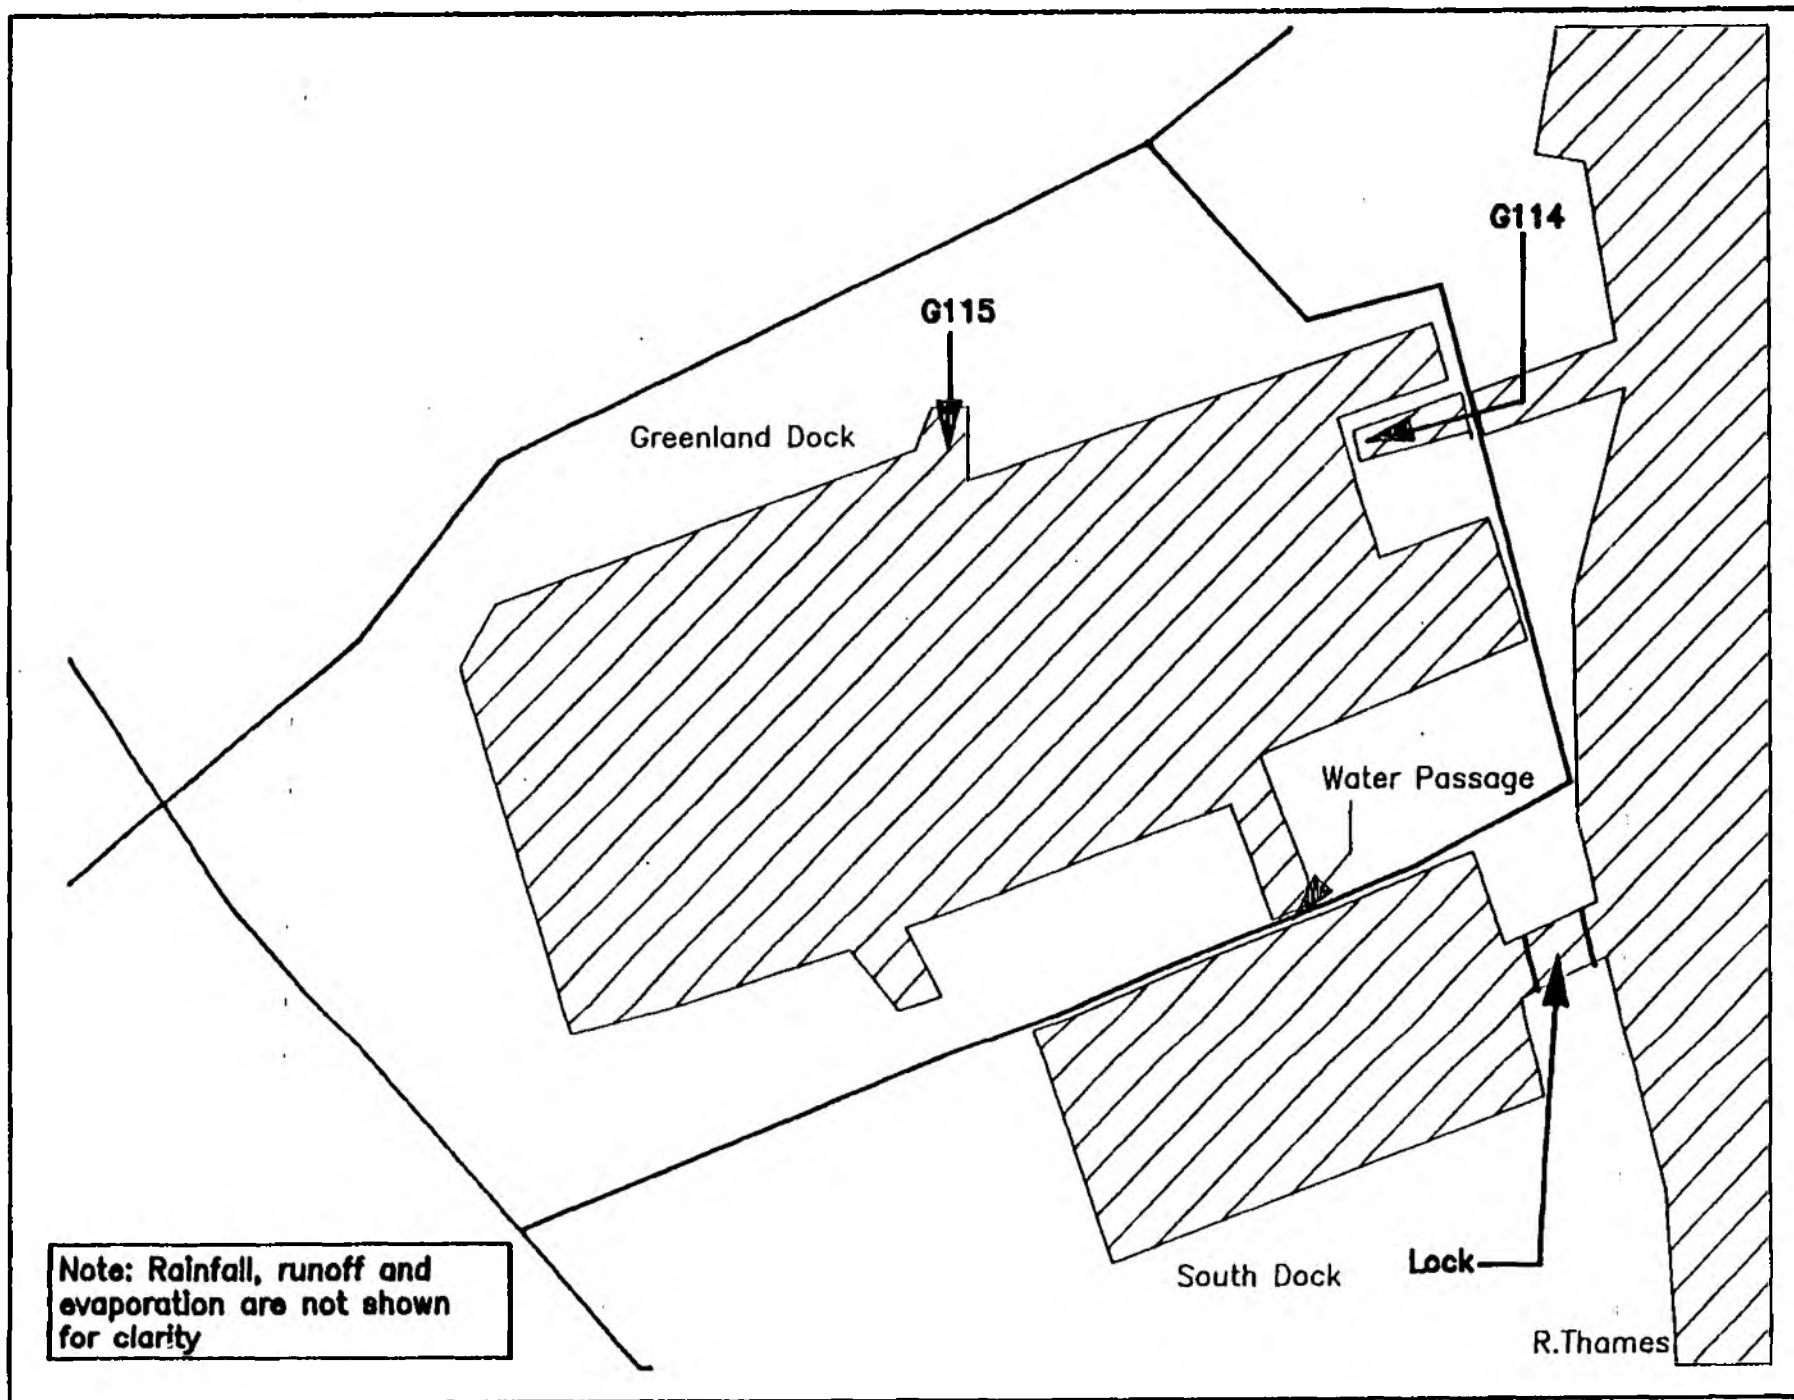 G114
G115
Greenland Dock
Water Passage
Note: Rainfall, runoff and
evaporation are not shown
for clarity
South Dock
Lock
R.Thames